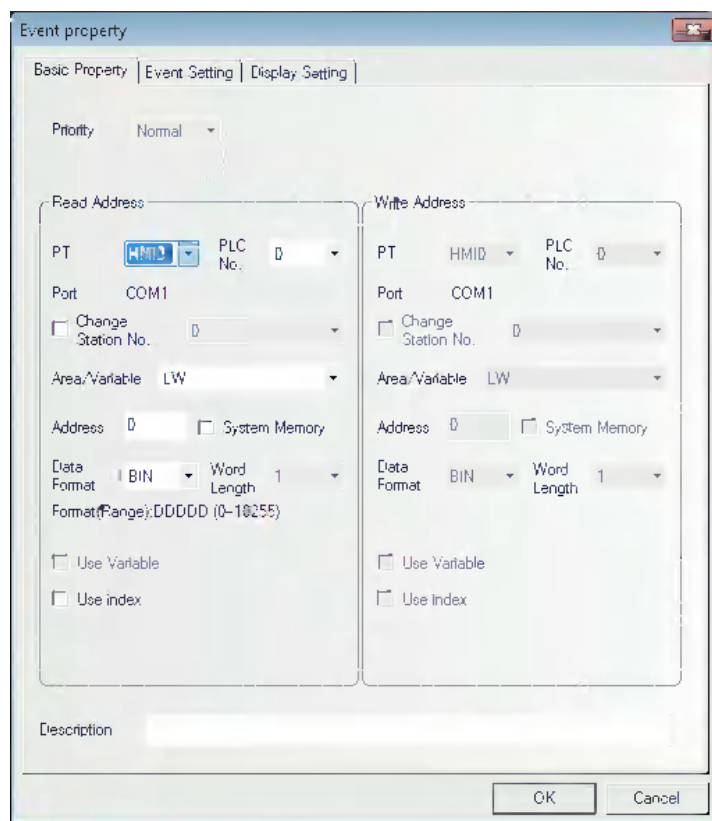 Event property
Basic Property Event Setting Display Setting
Priority Normal
Read Address
PT HMI0 PLC No. 0
Port COM1
Change Station No. 0
Area/Variable LW
Address 0 System Memory
Data Format BIN Word Length 1
Format(Range):DDDDD (0-10255)
Use Variable
Use index
Write Address
PT HMI0 PLC No. 0
Port COM1
Change Station No. 0
Area/Variable LW
Address 0 System Memory
Data Format BIN Word Length 1
Use Variable
Use index
Description
OK Cancel